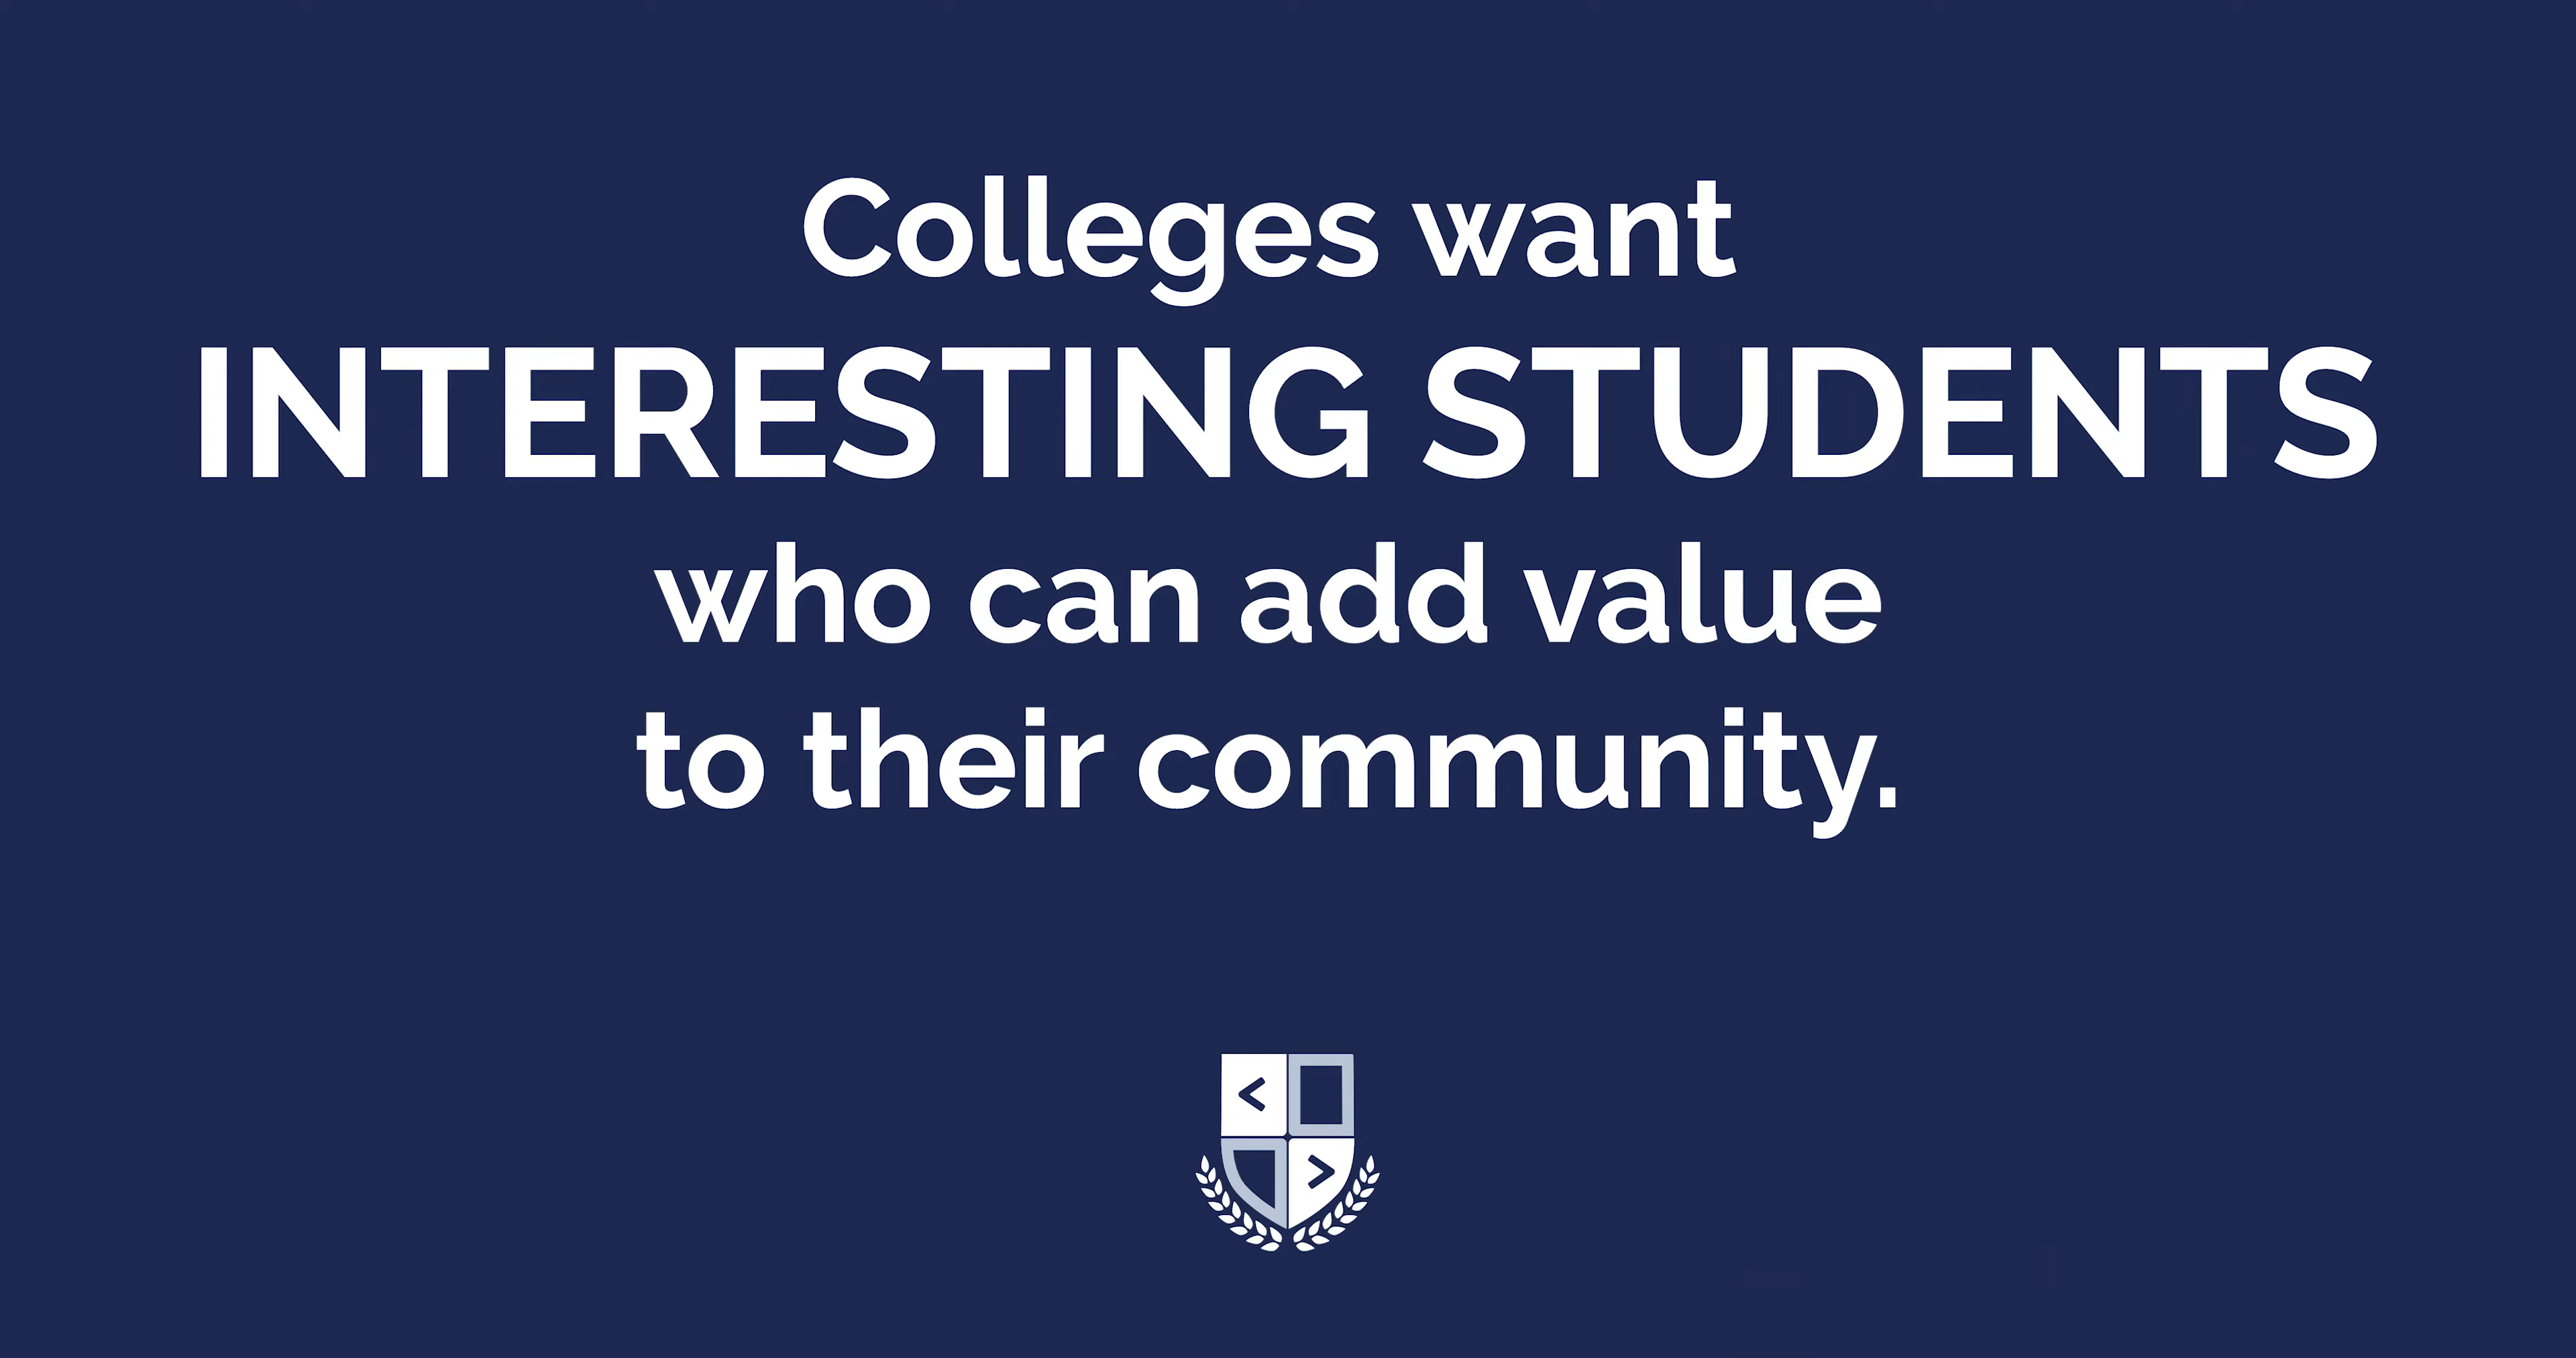 Colleges want
INTERESTING STUDENTS
who can add value
to their community.
< 
>